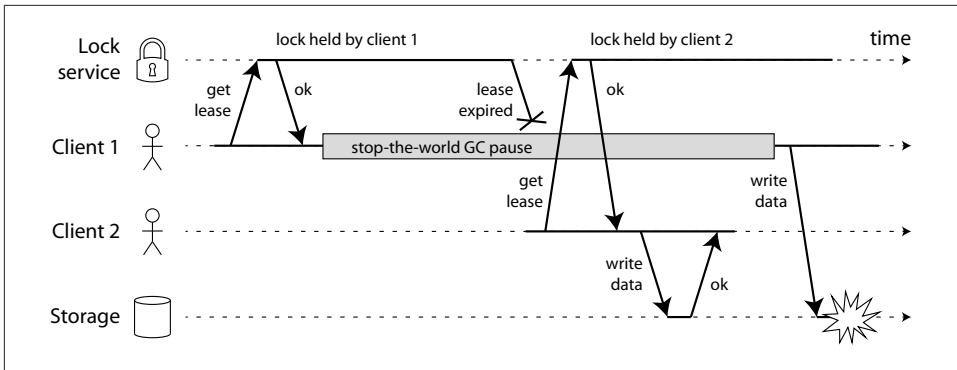 lock held by client 1
lock held by client 2
time
Lock
service
get
lease
ok
lease
expired
ok
Client 1
stop-the-world GC pause
get
lease
write
data
Client 2
write
data
ok
Storage